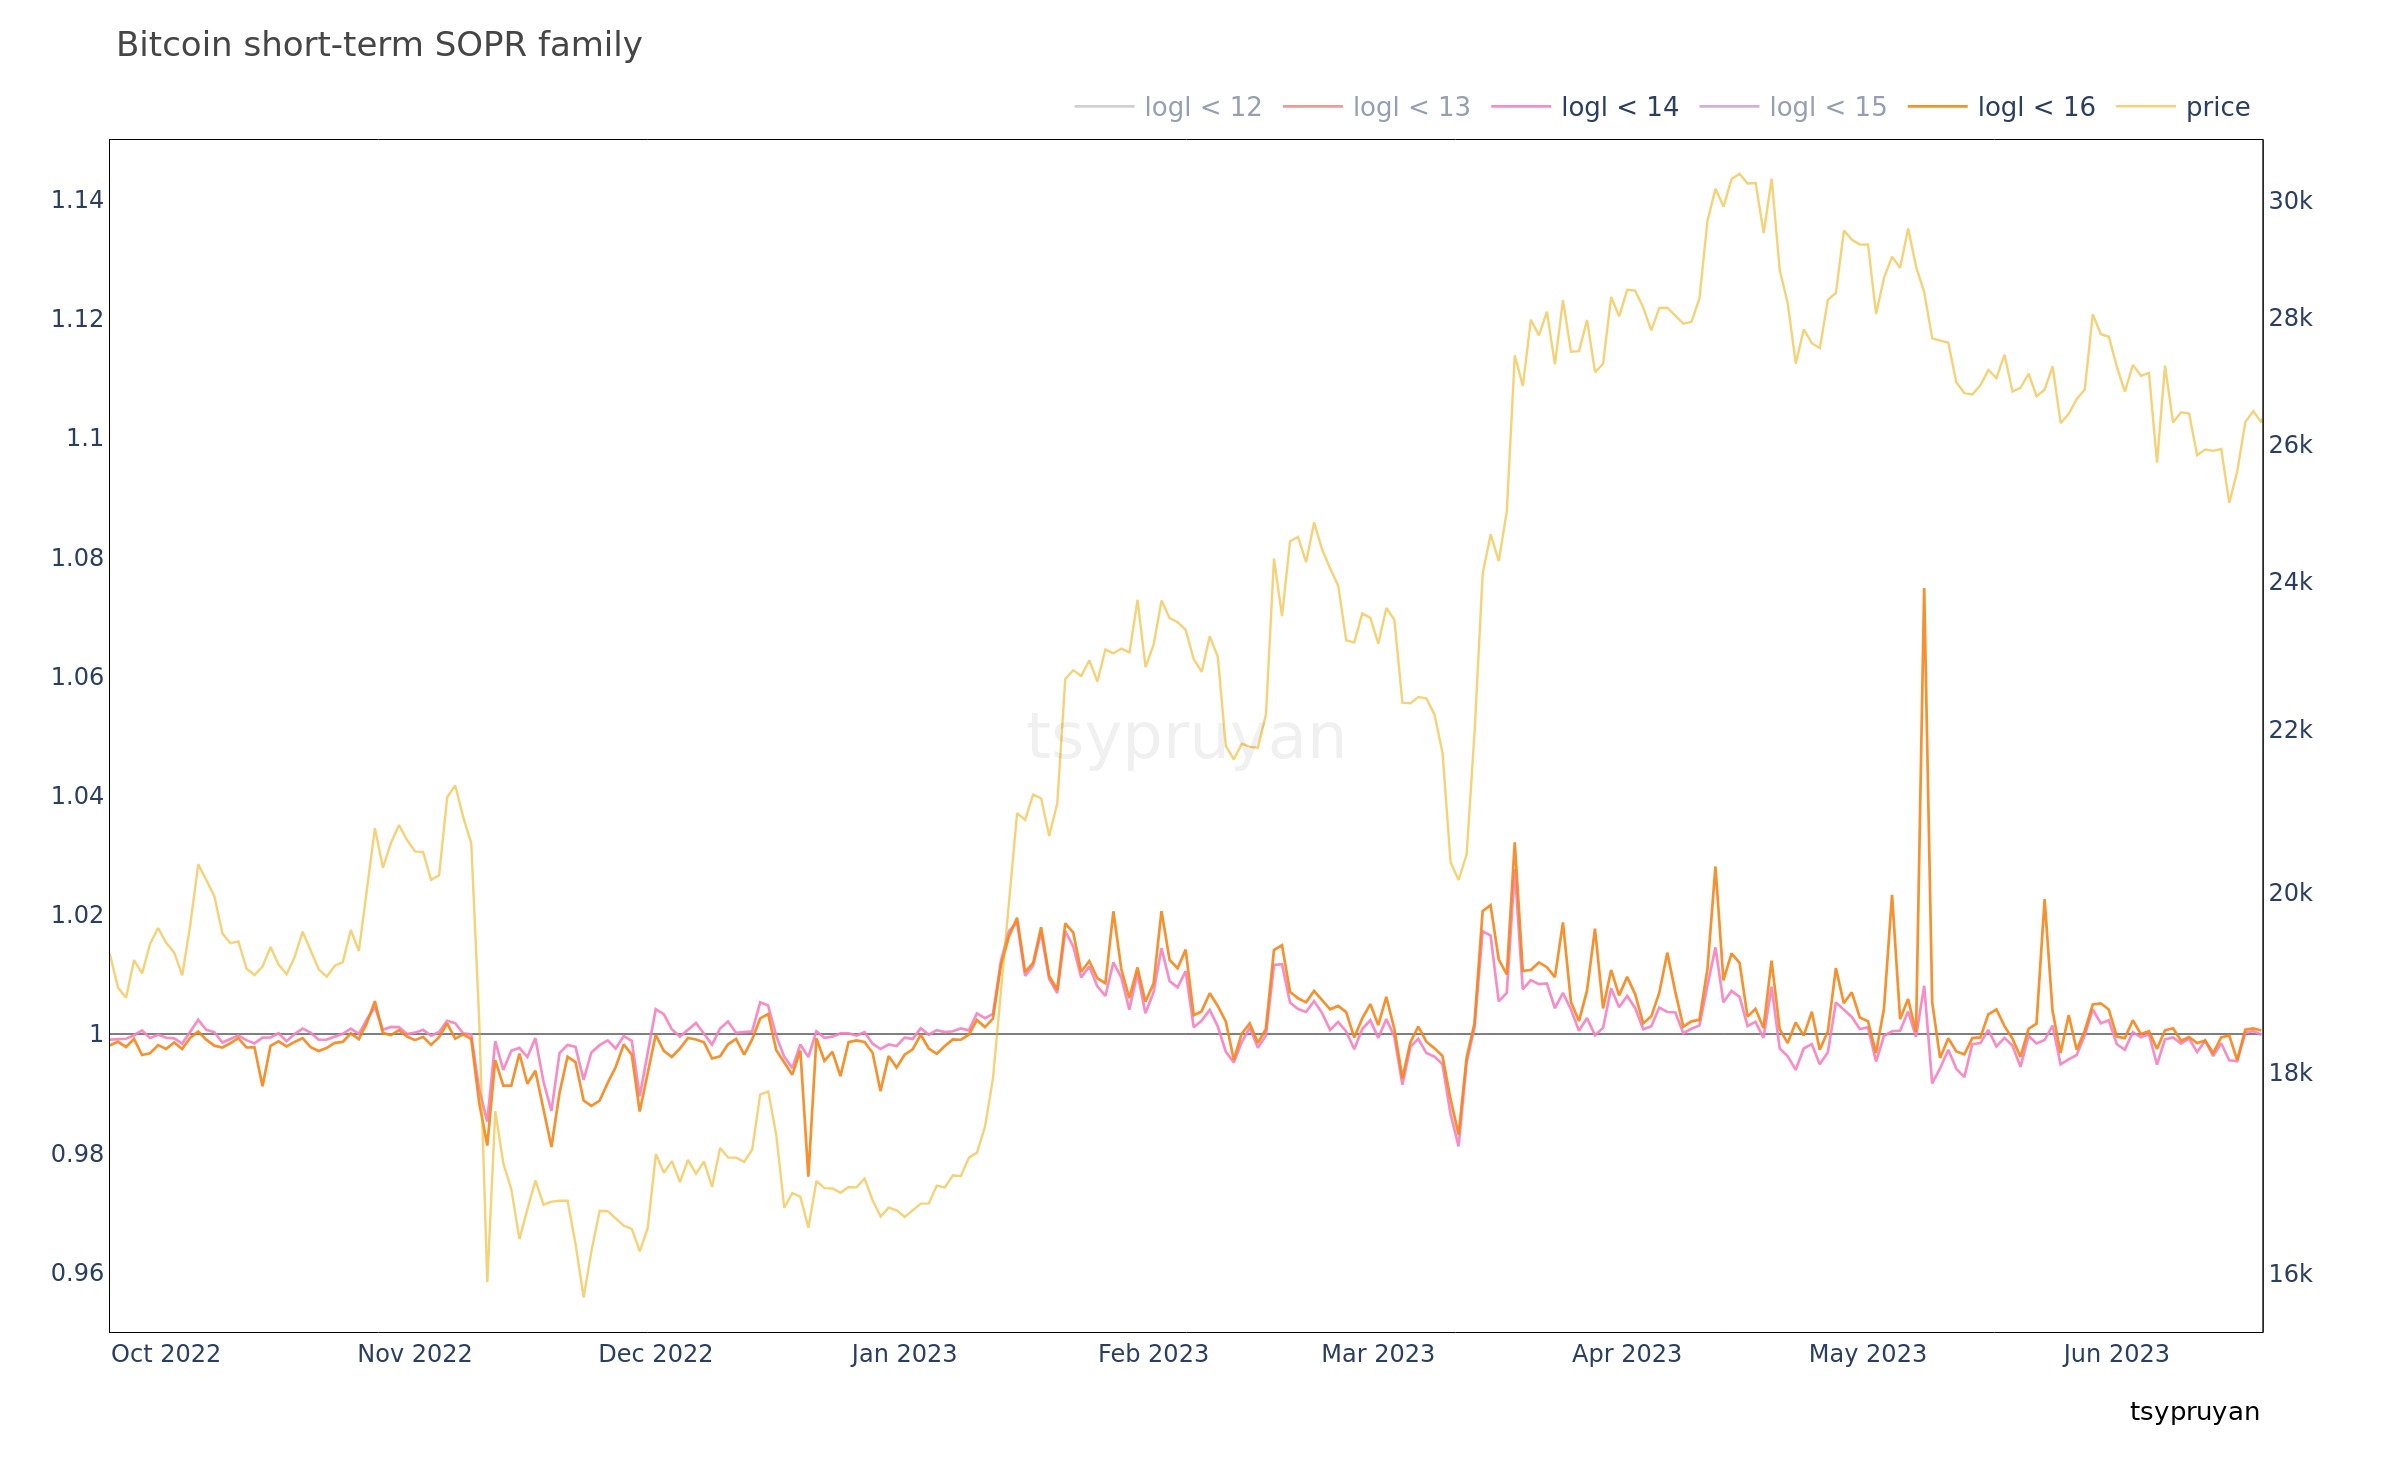 Bitcoin short-term SOPR family
logl < 12 logl < 13 logl < 14 logl < 15 logl < 16 price
1.14 30k
1.12 28k
1.1 26k
1.08 24k
1.06
tsypruyan 22k
1.04
1.02 20k
1 18k
0.98
0.96 16k
Oct 2022 Nov 2022 Dec 2022 Jan 2023 Feb 2023 Mar 2023 Apr 2023 May 2023 Jun 2023
tsypruyan